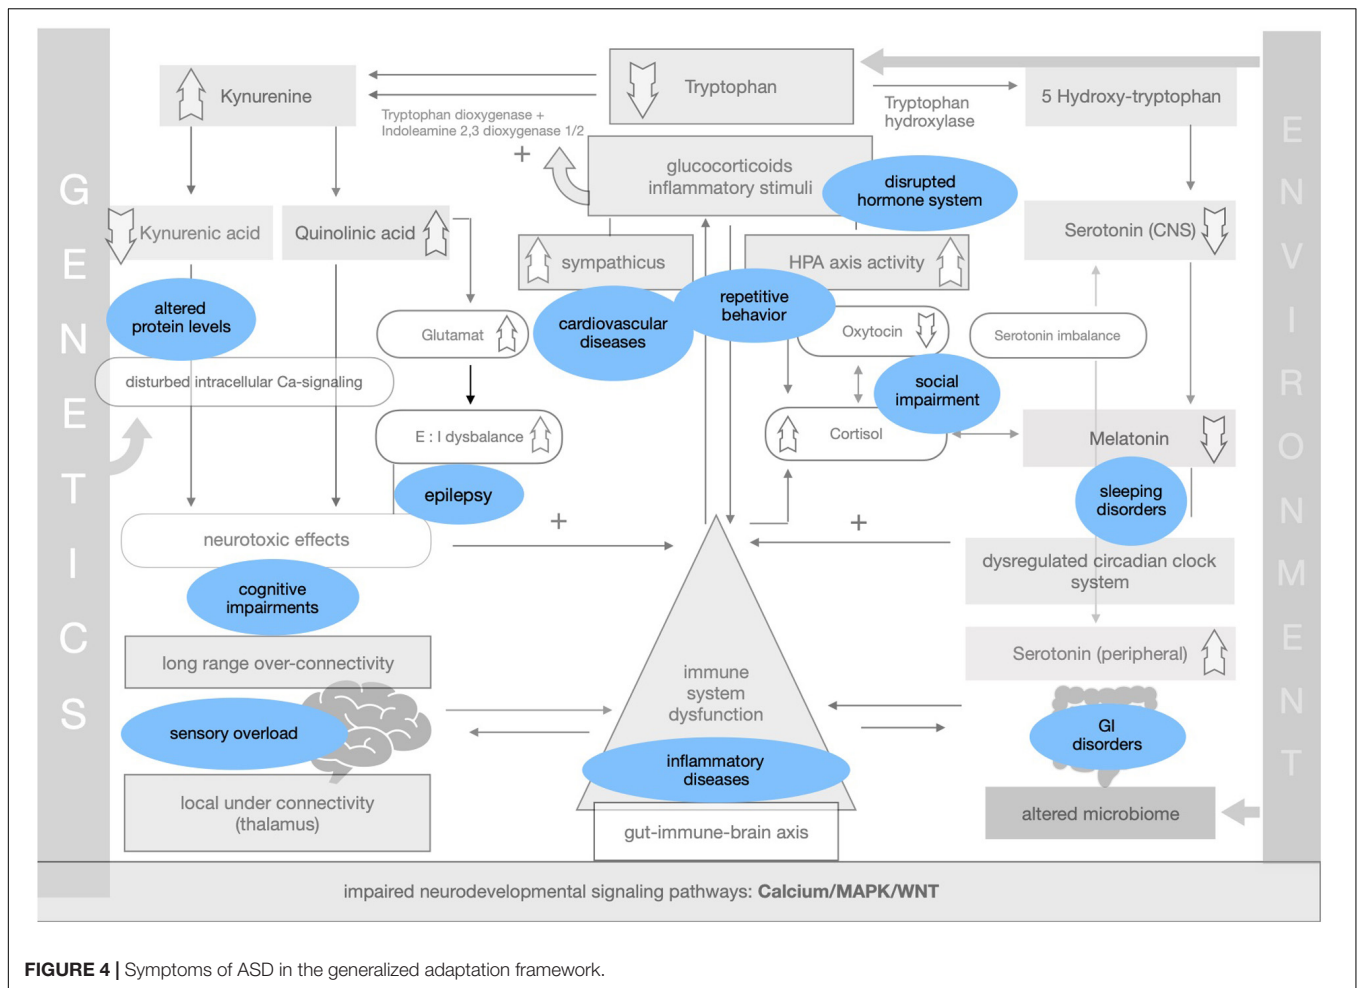 GENETICS
ENVIRONMENT
Kynurenine
Tryptophan
5 Hydroxy-tryptophan
Tryptophan dioxygenase +
Indoleamine 2,3 dioxygenase 1/2
Tryptophan
hydroxylase
+
glucocorticoids
inflammatory stimuli
disrupted
hormone system
Kynurenic acid
Quinolinic acid
sympathicus
HPA axis activity
Serotonin (CNS)
altered
protein levels
cardiovascular
diseases
repetitive
behavior
Glutamat
Oxytocin
Serotonin imbalance
disturbed intracellular Ca-signaling
social
impairment
E : I dysbalance
Cortisol
Melatonin
epilepsy
sleeping
disorders
+
+
neurotoxic effects
dysregulated circadian clock
system
cognitive
impairments
long range over-connectivity
Serotonin (peripheral)
immune
system
dysfunction
sensory overload
GI
disorders
inflammatory
diseases
local under connectivity
(thalamus)
altered microbiome
gut-immune-brain axis
impaired neurodevelopmental signaling pathways: Calcium/MAPK/WNT
FIGURE 4 | Symptoms of ASD in the generalized adaptation framework.